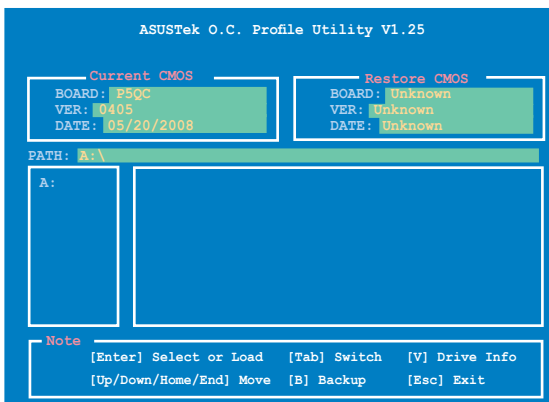 ASUSTek O.C. Profile Utility V1.25
Current CMOS
BOARD: P5QC
VER: 0405
DATE: 05/20/2008
Restore CMOS
BOARD: Unknown
VER: Unknown
DATE: Unknown
PATH: A:\
A:
Note
[Enter] Select or Load [Tab] Switch [V] Drive Info
[Up/Down/Home/End] Move [B] Backup [Esc] Exit